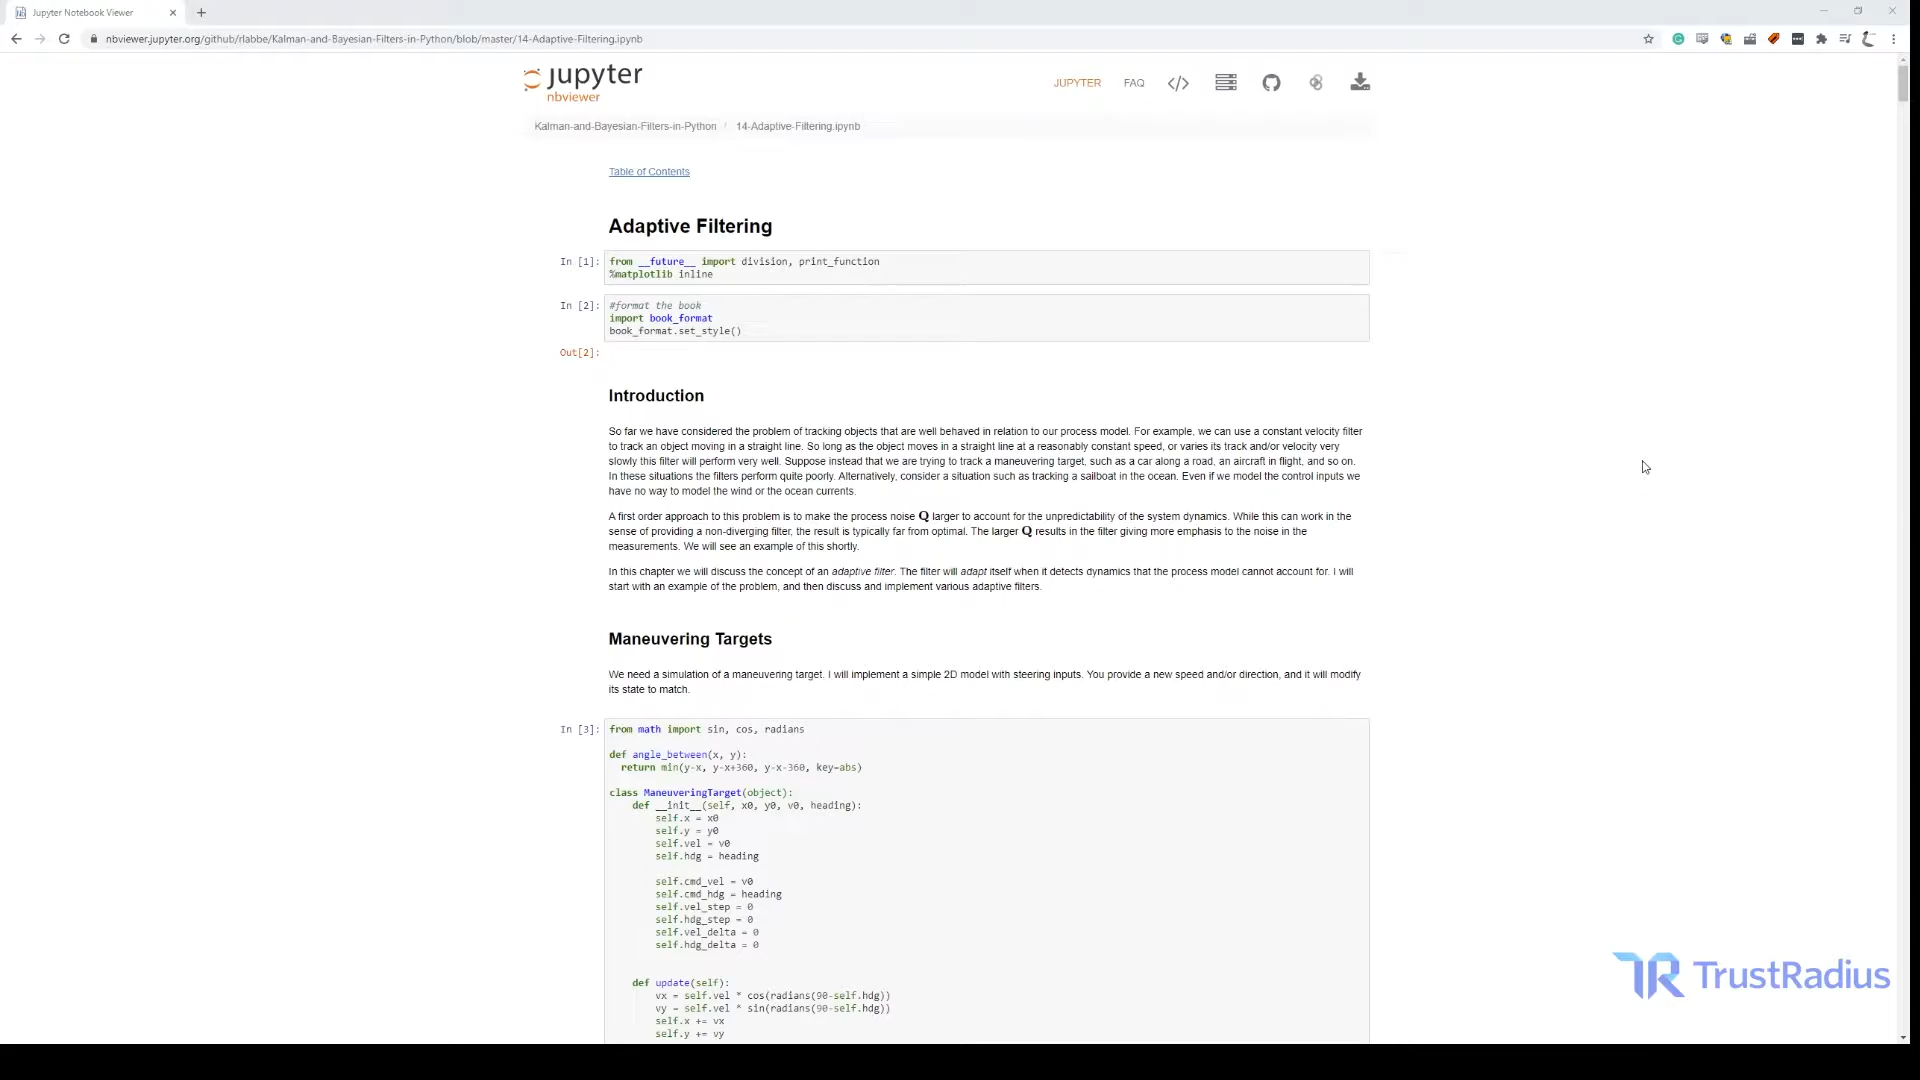 Jupyter Notebook Viewer
nbviewer.jupyter.org/github/rlabbe/Kalman-and-Bayesian-Filters-in-Python/blob/master/14-Adaptive-Filtering.ipynb
jupyter
nbviewer
JUPYTER FAQ
Kalman-and-Bayesian-Filters-in-Python / 14-Adaptive-Filtering.ipynb
Table of Contents
Adaptive Filtering
In [1]: from __future__ import division, print_function
%matplotlib inline
In [2]: #format the book
import book_format
book_format.set_style()
Out[2]:
Introduction
So far we have considered the problem of tracking objects that are well behaved in relation to our process model. For example, we can use a constant velocity filter
to track an object moving in a straight line. So long as the object moves in a straight line at a reasonably constant speed, or varies its track and/or velocity very
slowly this filter will perform very well. Suppose instead that we are trying to track a maneuvering target, such as a car along a road, an aircraft in flight, and so on.
In these situations the filters perform quite poorly. Alternatively, consider a situation such as tracking a sailboat in the ocean. Even if we model the control inputs we
have no way to model the wind or the ocean currents.
A first order approach to this problem is to make the process noise Q larger to account for the unpredictability of the system dynamics. While this can work in the
sense of providing a non-diverging filter, the result is typically far from optimal. The larger Q results in the filter giving more emphasis to the noise in the
measurements. We will see an example of this shortly.
In this chapter we will discuss the concept of an adaptive filter. The filter will adapt itself when it detects dynamics that the process model cannot account for. I will
start with an example of the problem, and then discuss and implement various adaptive filters.
Maneuvering Targets
We need a simulation of a maneuvering target. I will implement a simple 2D model with steering inputs. You provide a new speed and/or direction, and it will modify
its state to match.
In [3]: from math import sin, cos, radians
def angle_between(x, y):
return min(y-x, y-x+360, y-x-360, key=abs)
class ManeuveringTarget(object):
def __init__(self, x0, y0, v0, heading):
self.x = x0
self.y = y0
self.vel = v0
self.hdg = heading
self.cmd_vel = v0
self.cmd_hdg = heading
self.vel_step = 0
self.hdg_step = 0
self.vel_delta = 0
self.hdg_delta = 0
def update(self):
vx = self.vel * cos(radians(90-self.hdg))
vy = self.vel * sin(radians(90-self.hdg))
self.x += vx
self.y += vy
TR TrustRadius